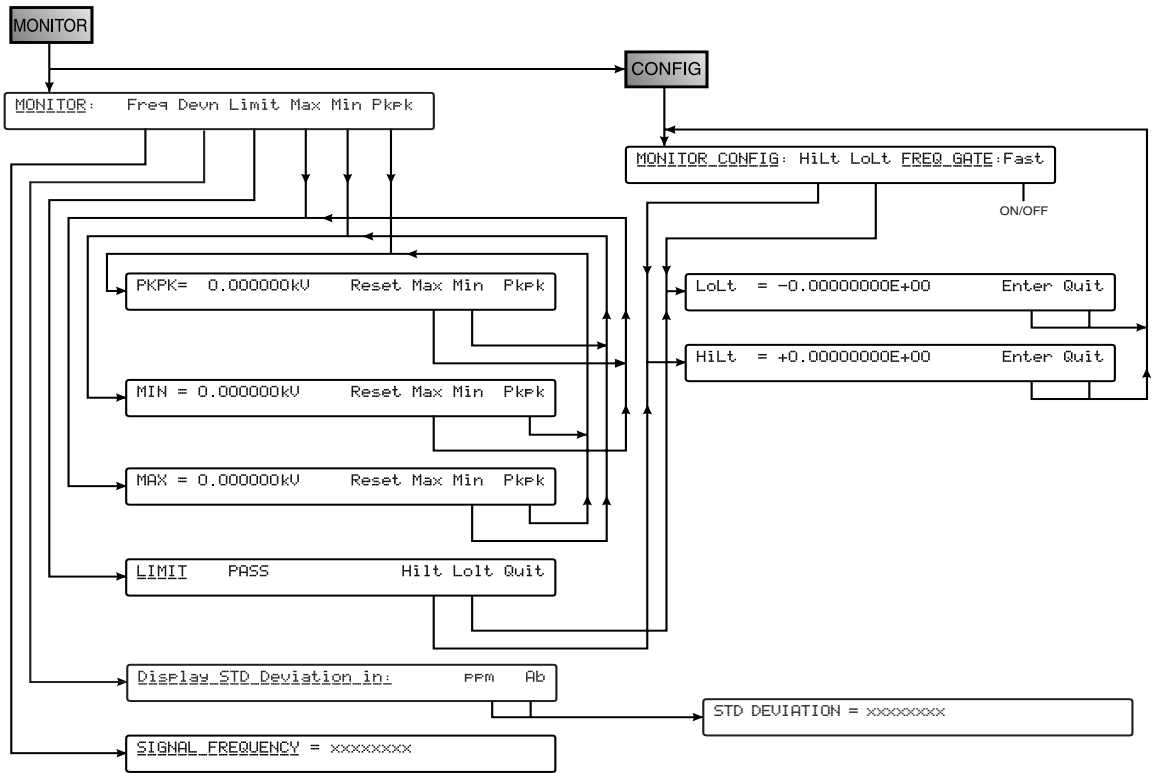 MONITOR
CONFIG
MONITOR: Freq Devn Limit Max Min Pkpk
MONITOR CONFIG: HiLt LoLt FREQ GATE:Fast
ON/OFF
PKPK= 0.000000kV Reset Max Min Pkpk
LoLt = -0.00000000E+00 Enter Quit
HiLt = +0.00000000E+00 Enter Quit
MIN = 0.000000kV Reset Max Min Pkpk
MAX = 0.000000kV Reset Max Min Pkpk
LIMIT PASS Hilt Lolt Quit
Display STD Deviation in: ppm Ab
STD DEVIATION = xxxxxxxx
SIGNAL FREQUENCY = xxxxxxxx